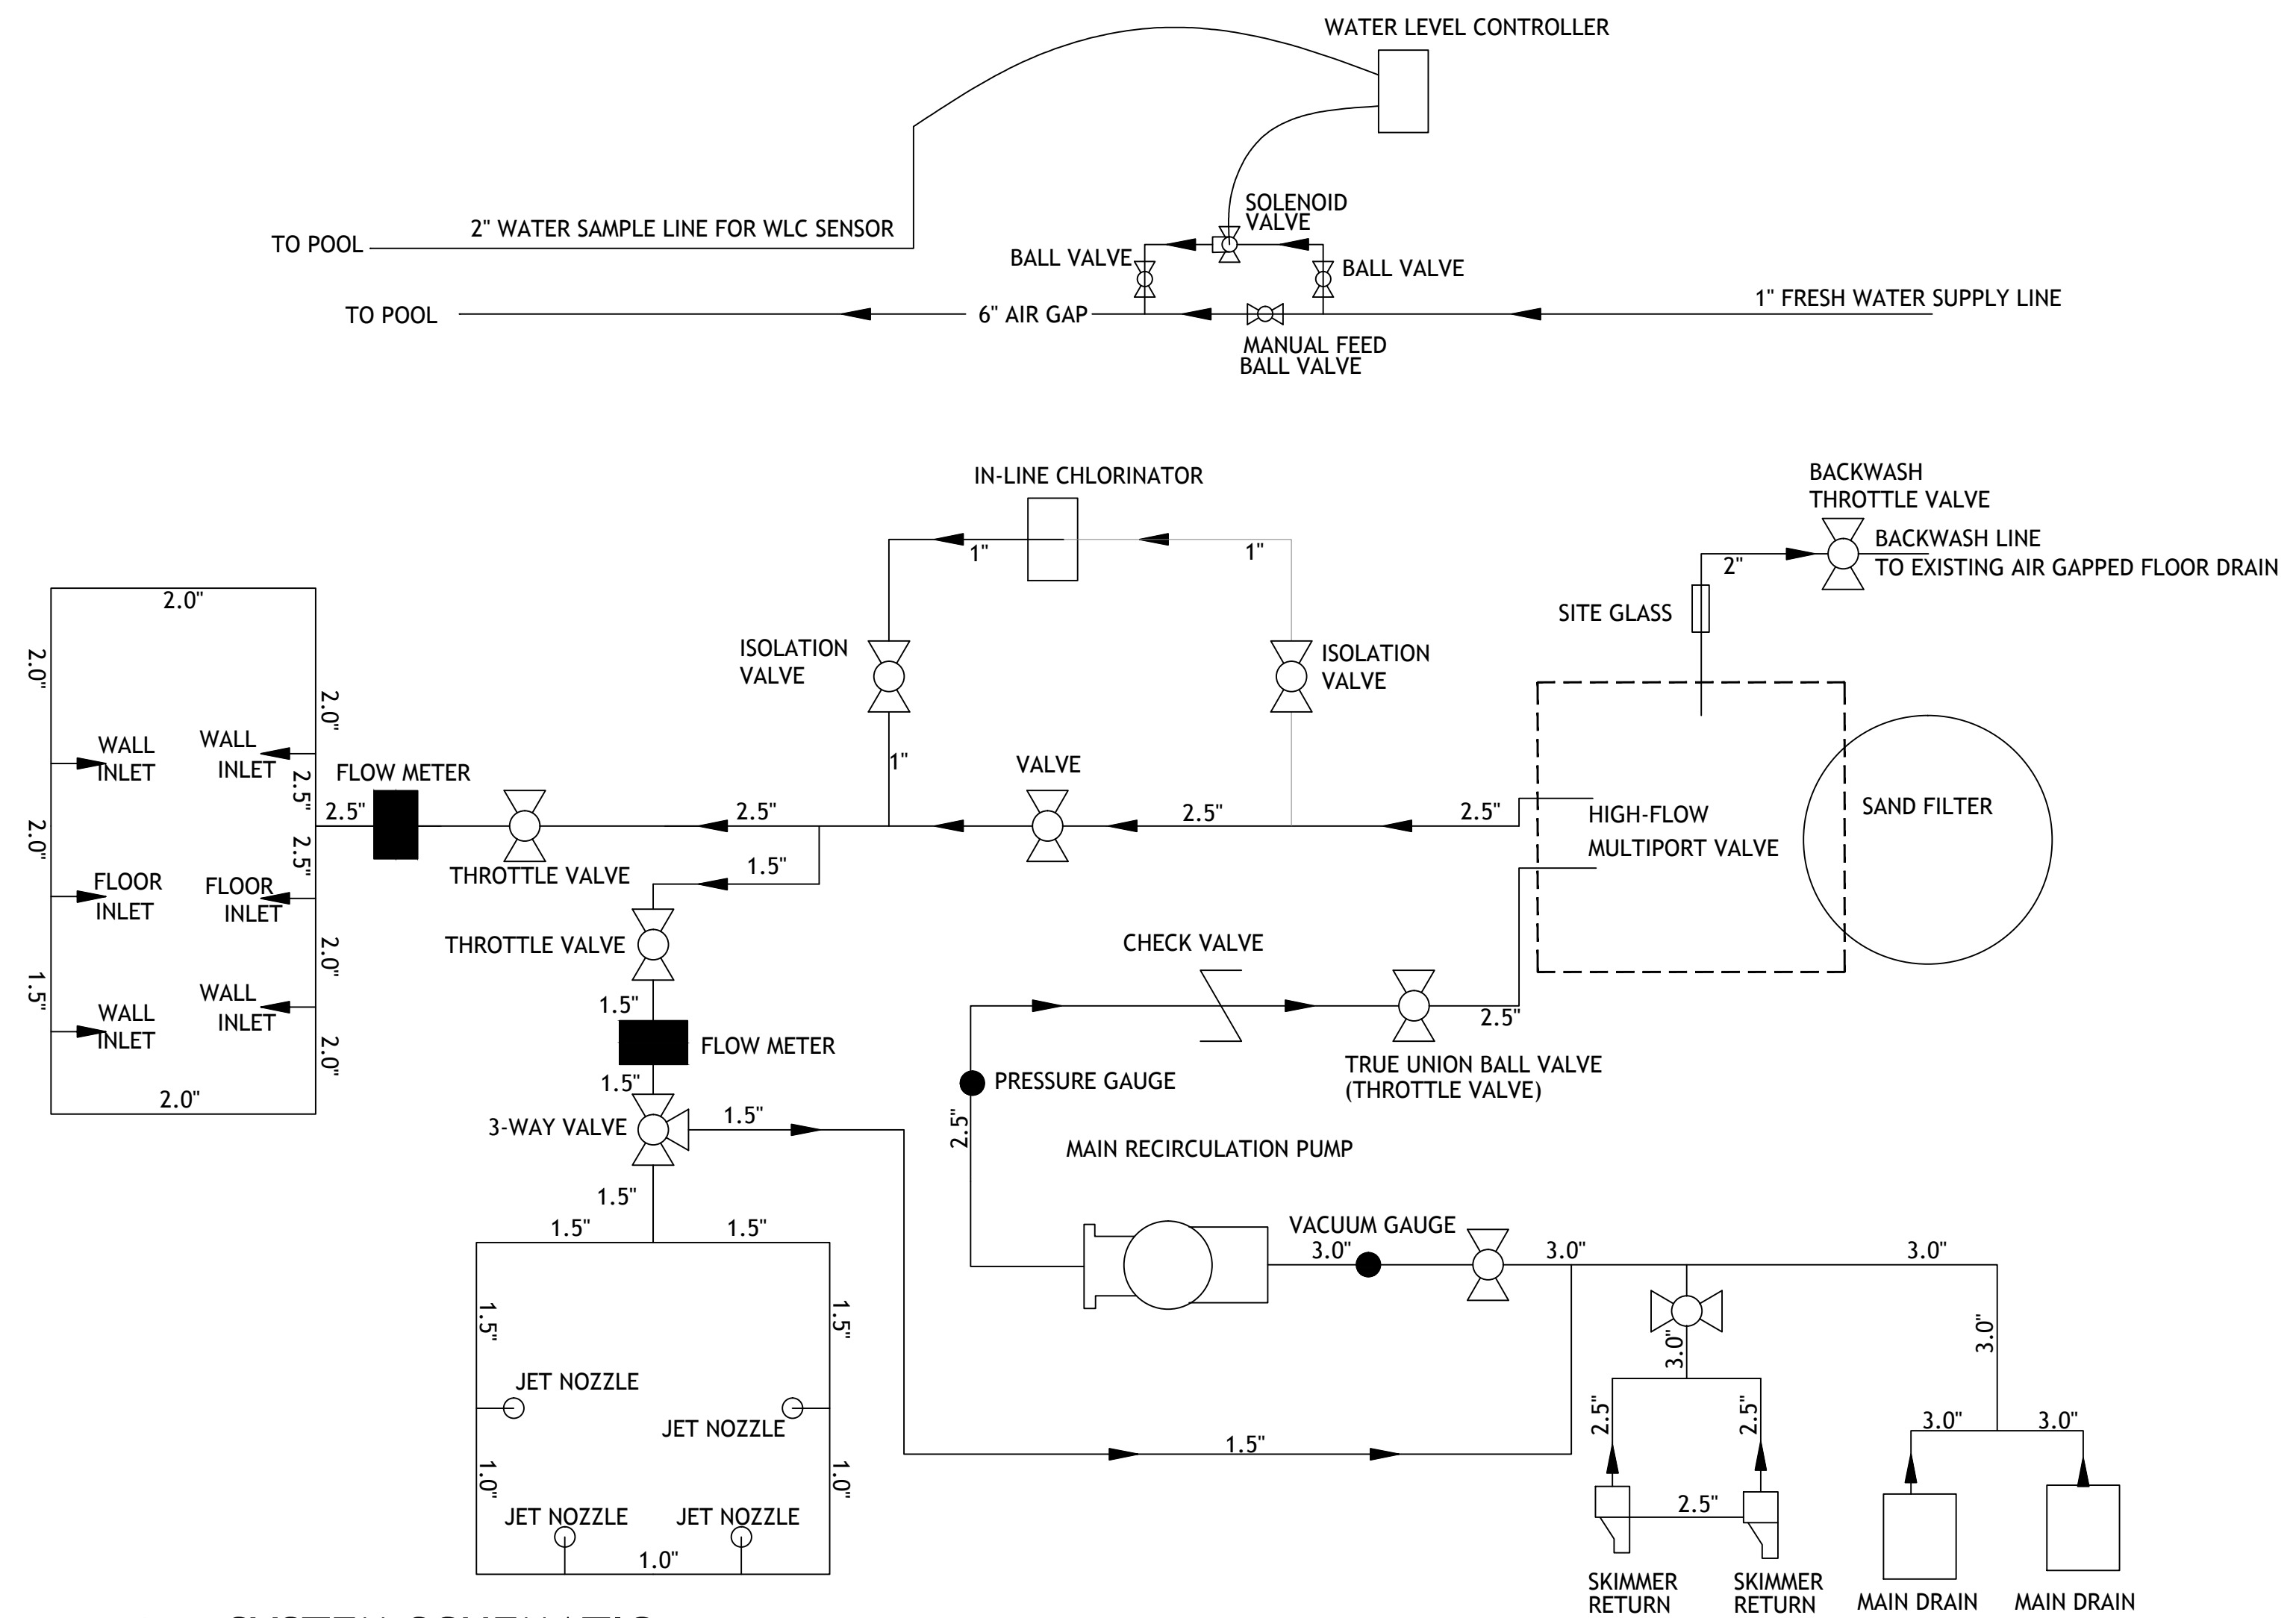 WATER LEVEL CONTROLLER
SOLENOID
VALVE
2" WATER SAMPLE LINE FOR WLC SENSOR
TO POOL
BALL VALVE
BALL VALVE
1" FRESH WATER SUPPLY LINE
TO POOL
6" AIR GAP
MANUAL FEED
BALL VALVE
IN-LINE CHLORINATOR
1"
1"
BACKWASH
THROTTLE VALVE
BACKWASH LINE
TO EXISTING AIR GAPPED FLOOR DRAIN
2"
SITE GLASS
2.0"
2.0"
2.0"
ISOLATION
VALVE
ISOLATION
VALVE
WALL
INLET
WALL
INLET
2.5"
FLOW METER
2.5"
1"
VALVE
2.5"
2.5"
2.5"
HIGH-FLOW
MULTIPORT VALVE
SAND FILTER
2.0"
2.5"
THROTTLE VALVE
1.5"
FLOOR
INLET
FLOOR
INLET
THROTTLE VALVE
CHECK VALVE
2.0"
1.5"
WALL
INLET
WALL
INLET
2.0"
2.0"
1.5"
FLOW METER
1.5"
2.5"
TRUE UNION BALL VALVE
(THROTTLE VALVE)
PRESSURE GAUGE
2.5"
3-WAY VALVE
1.5"
MAIN RECIRCULATION PUMP
1.5"
1.5"
1.5"
VACUUM GAUGE
3.0"
3.0"
3.0"
1.5"
1.5"
3.0"
3.0"
JET NOZZLE
JET NOZZLE
2.5"
2.5"
3.0"
3.0"
1.0"
1.0"
1.5"
JET NOZZLE
JET NOZZLE
2.5"
1.0"
SKIMMER
RETURN
SKIMMER
RETURN
MAIN DRAIN
MAIN DRAIN